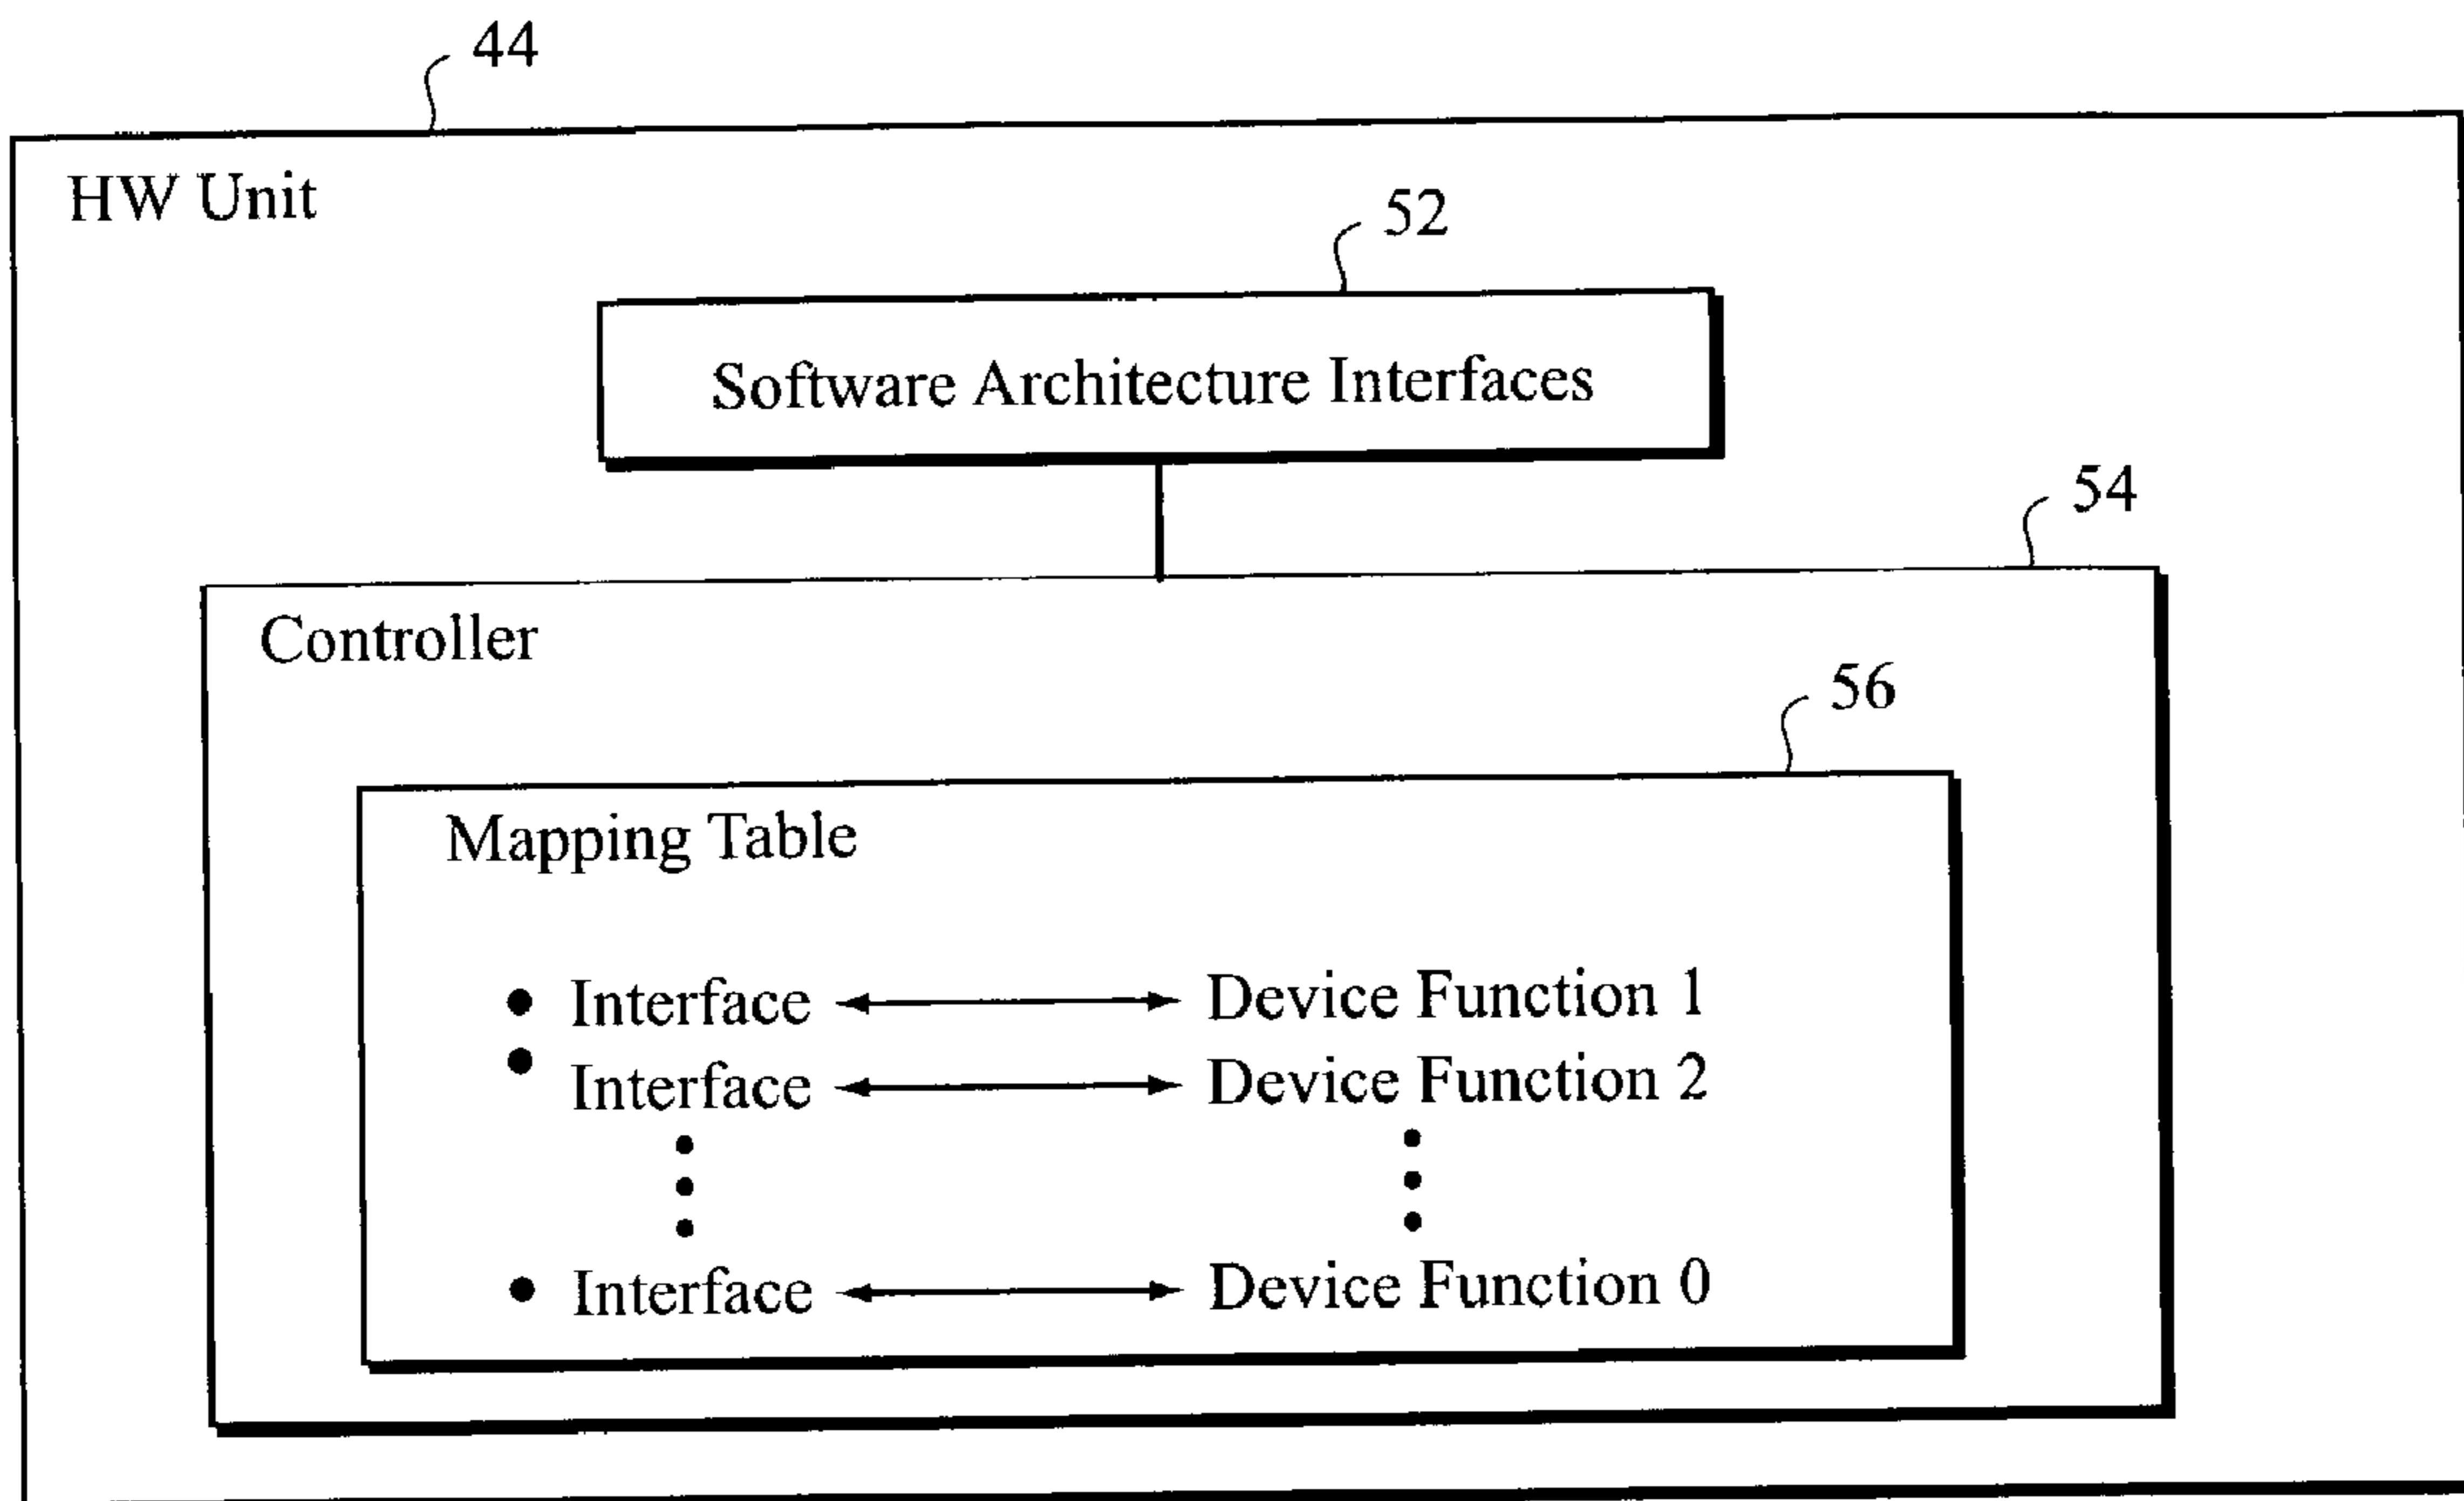 44
HW Unit
52
Software Architecture Interfaces
54
Controller
56
Mapping Table
• Interface Device Function 1
• Interface Device Function 2
• Interface Device Function 0